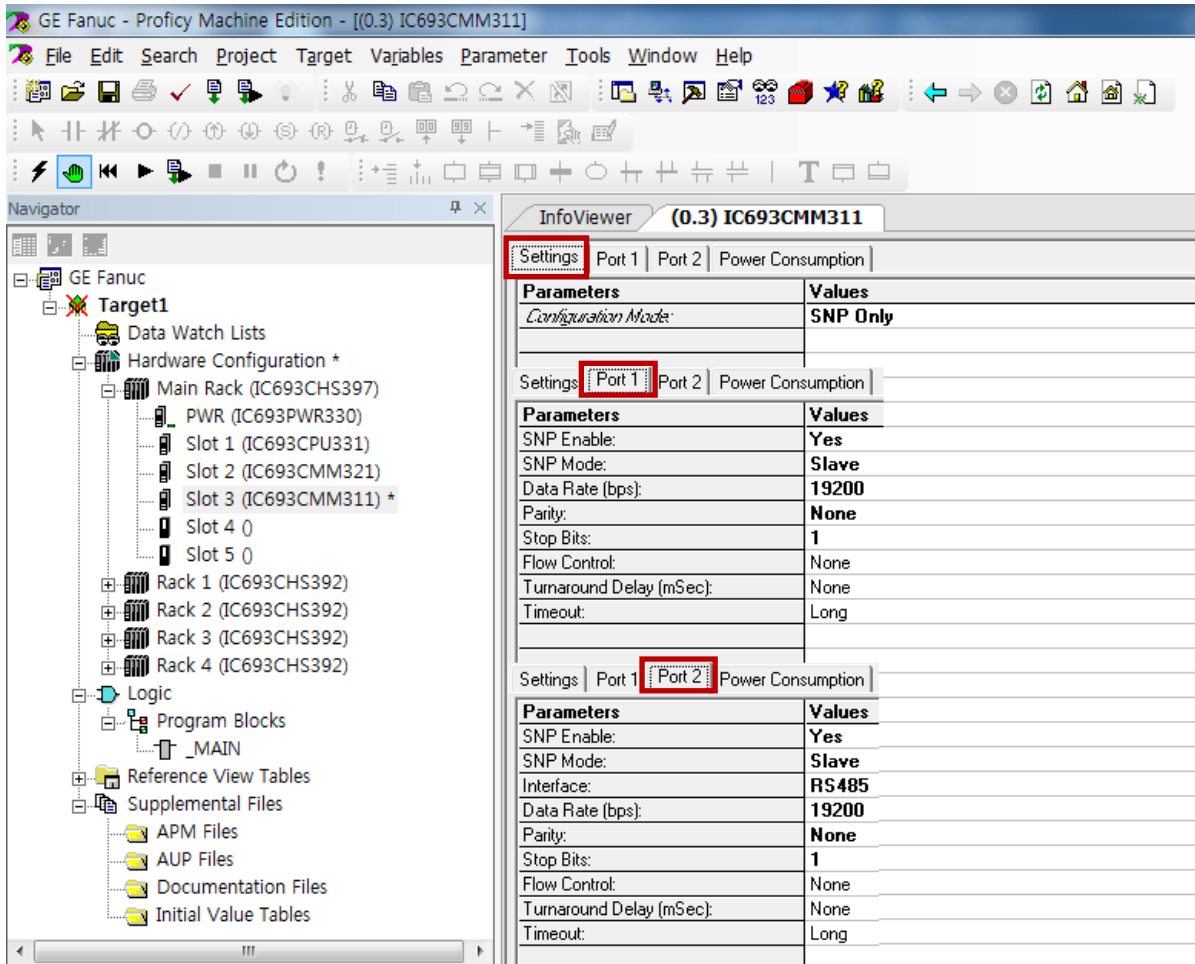 GE Fanuc - Proficy Machine Edition - [(0.3) IC693CMM311]
File Edit Search Project Target Variables Parameter Tools Window Help
Navigator
GE Fanuc
Target1
Data Watch Lists
Hardware Configuration *
Main Rack (IC693CHS397)
PWR (IC693PWR330)
Slot 1 (IC693CPU331)
Slot 2 (IC693CMM321)
Slot 3 (IC693CMM311) *
Slot 4 ()
Slot 5 ()
Rack 1 (IC693CHS392)
Rack 2 (IC693CHS392)
Rack 3 (IC693CHS392)
Rack 4 (IC693CHS392)
Logic
Program Blocks
_MAIN
Reference View Tables
Supplemental Files
APM Files
AUP Files
Documentation Files
Initial Value Tables
InfoViewer (0.3) IC693CMM311
Settings Port 1 Port 2 Power Consumption
Parameters Values
Configuration Mode: SNP Only
Settings Port 1 Port 2 Power Consumption
Parameters Values
SNP Enable: Yes
SNP Mode: Slave
Data Rate (bps): 19200
Parity: None
Stop Bits: 1
Flow Control: None
Turnaround Delay (mSec): None
Timeout: Long
Settings Port 1 Port 2 Power Consumption
Parameters Values
SNP Enable: Yes
SNP Mode: Slave
Interface: RS485
Data Rate (bps): 19200
Parity: None
Stop Bits: 1
Flow Control: None
Turnaround Delay (mSec): None
Timeout: Long